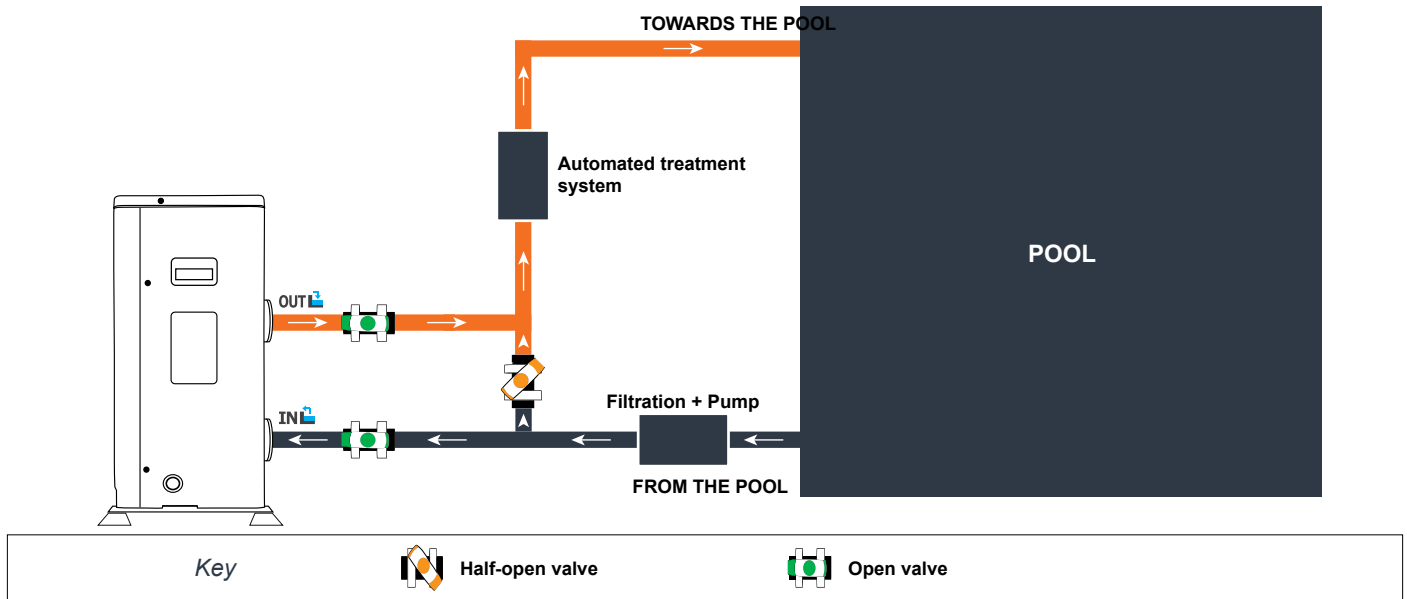 TOWARDS THE POOL
Automated treatment
system
POOL
OUT
IN
Filtration + Pump
FROM THE POOL
Key
Half-open valve
Open valve